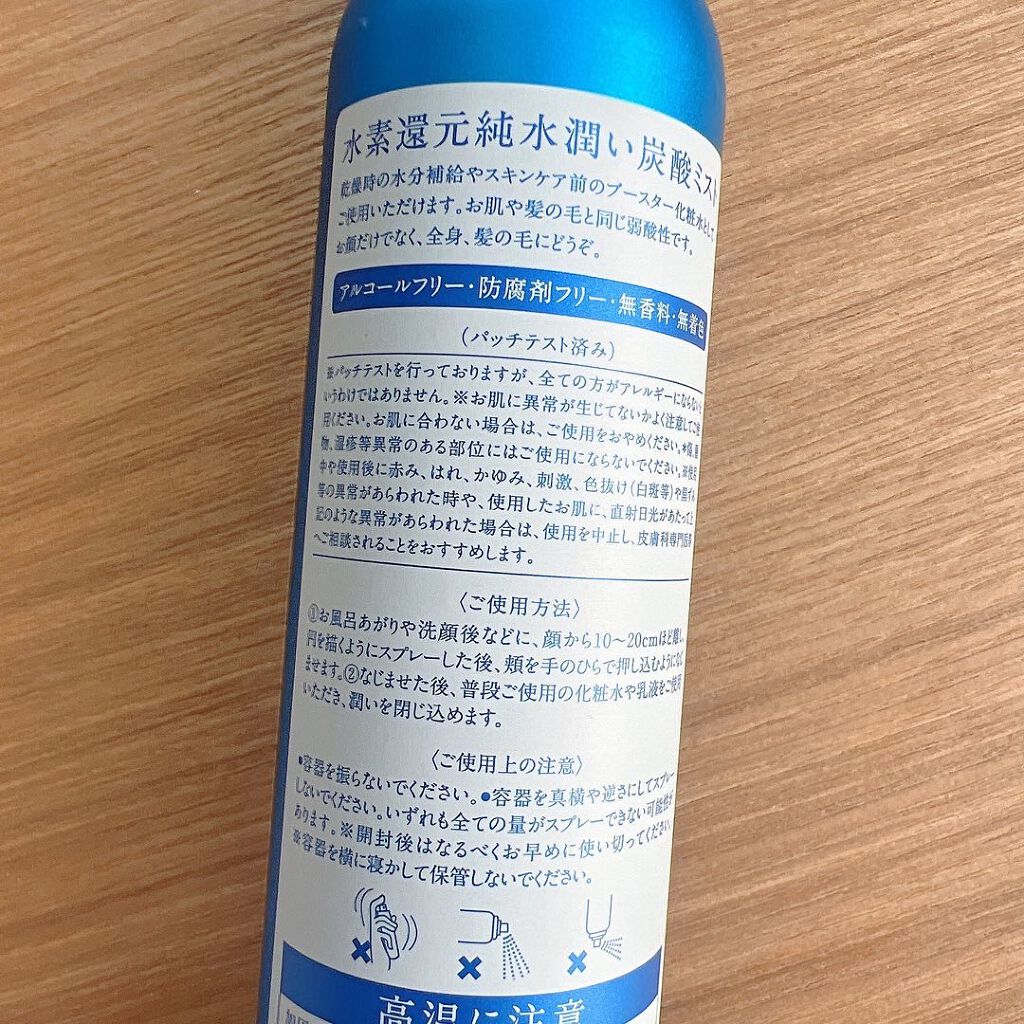 水素還元純水潤い炭酸ミスト
乾燥時の水分補給やスキンケア前のブースター化粧水として
ご使用いただけます。お肌や髪の毛と同じ弱酸性です。
お顔だけでなく、全身、髪の毛にどうぞ。
アルコールフリー・防腐剤フリー・無香料・無着色
(パッチテスト済み)
※パッチテストを行っておりますが、全ての方がアレルギーにならないと
いうわけではありません。※お肌に異常が生じてないかよく注意してご使
用ください。お肌に合わない場合は、ご使用をおやめください。※傷、腫
物、湿疹等異常のある部位にはご使用にならないでください。※使用
中や使用後に赤み、はれ、かゆみ、刺激、色抜け(白斑等)や黒ずみ
等の異常があらわれた時や、使用したお肌に、直射日光があたって上
記のような異常があらわれた場合は、使用を中止し、皮膚科専門医等
へご相談されることをおすすめします。
〈ご使用方法〉
①お風呂あがりや洗顔後などに、顔から10〜20cmほど離し、
円を描くようにスプレーした後、頬を手のひらで押し込むようになじ
ませます。②なじませた後、普段ご使用の化粧水や乳液をご使用
いただき、潤いを閉じ込めます。
〈ご使用上の注意〉
●容器を振らないでください。●容器を真横や逆さにしてスプレー
しないでください。いずれも全ての量がスプレーできない可能性が
あります。※開封後はなるべくお早めに使い切ってください。
※容器を横に寝かして保管しないでください。
高温に注意